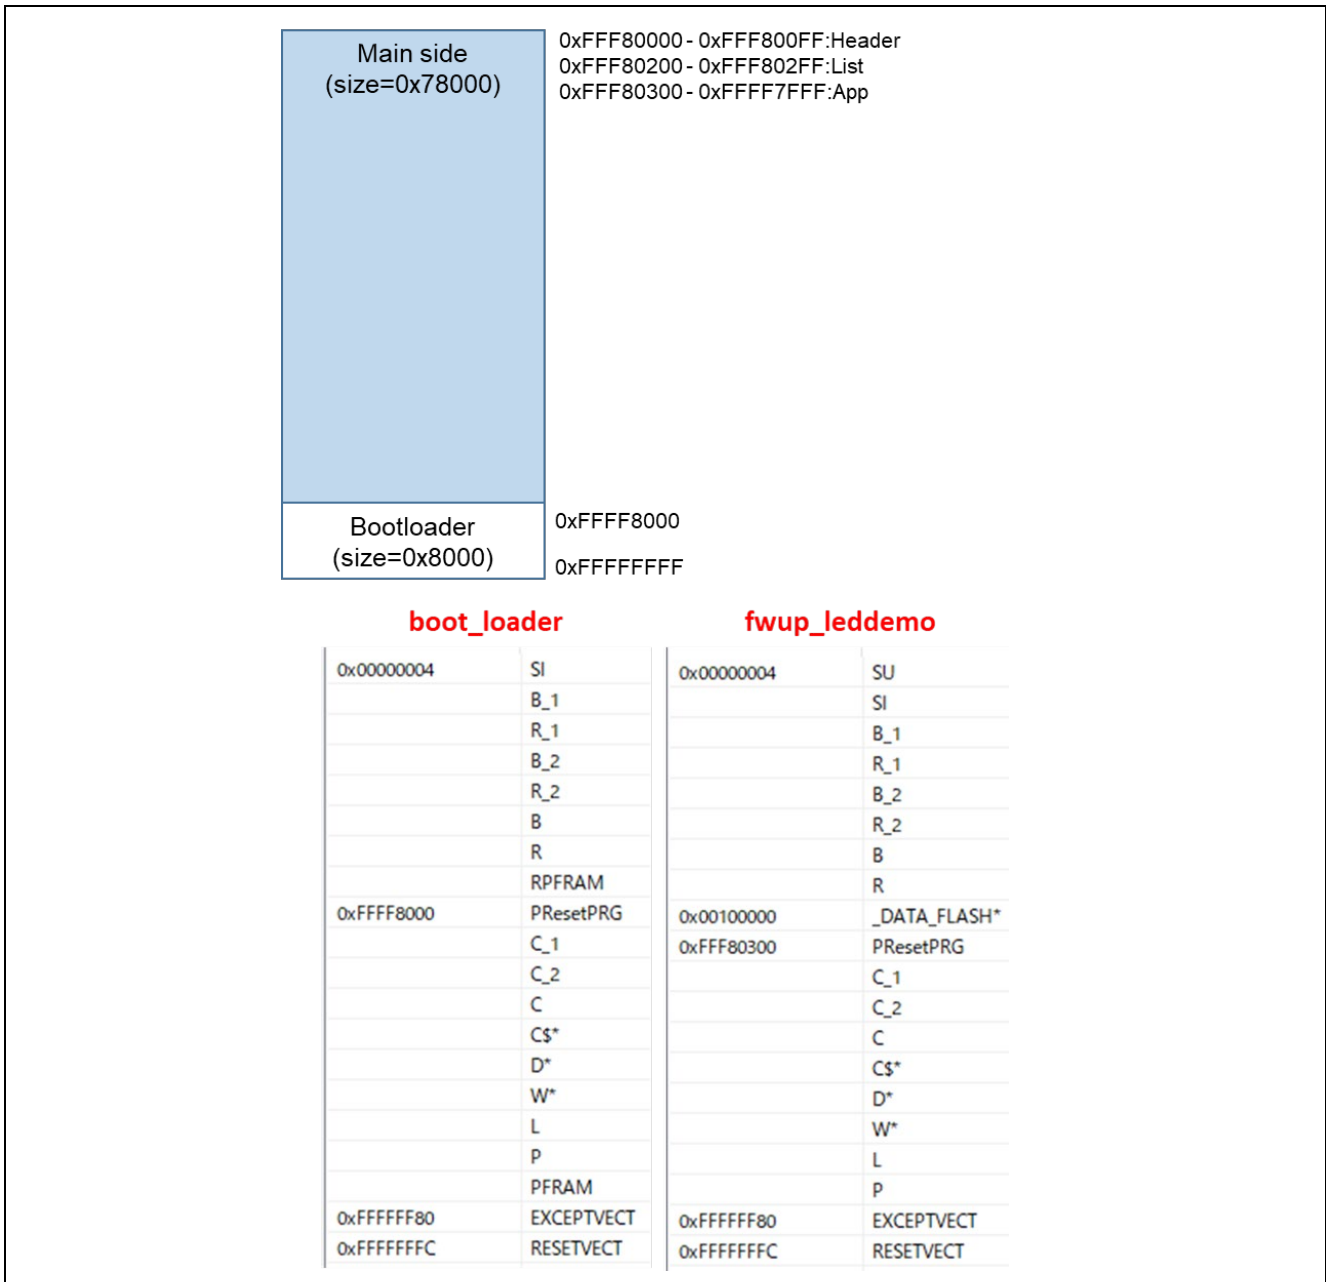 Main side
(size=0x78000)
0xFFF80000 - 0xFFF800FF:Header
0xFFF80200 - 0xFFF802FF:List
0xFFF80300 - 0xFFFF7FFF:App
Bootloader
(size=0x8000)
0xFFFF8000
0xFFFFFFFF
boot_loader
0x00000004 SI
B_1
R_1
B_2
R_2
B
R
RPFRAM
0xFFFF8000 PResetPRG
C_1
C_2
C
C$*
D*
W*
L
P
PFRAM
0xFFFFFF80 EXCEPTVECT
0xFFFFFFFC RESETVECT
fwup_leddemo
0x00000004 SU
SI
B_1
R_1
B_2
R_2
B
R
0x00100000 _DATA_FLASH*
0xFFF80300 PResetPRG
C_1
C_2
C
C$*
D*
W*
L
P
0xFFFFFF80 EXCEPTVECT
0xFFFFFFFC RESETVECT